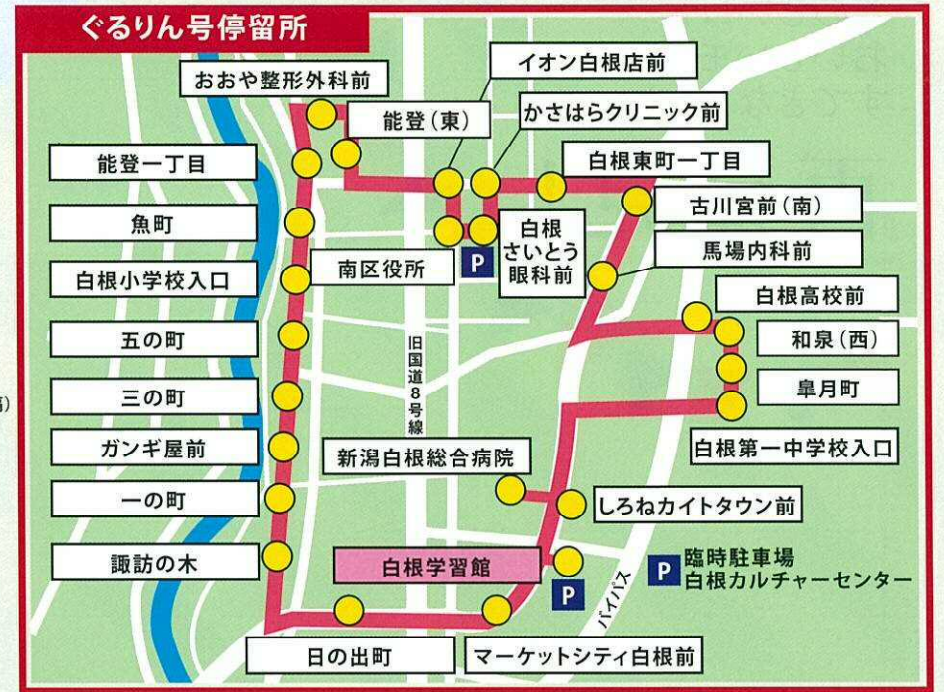 ぐるりん号停留所
おおや整形外科前
イオン白根店前
能登(東)
かさはらクリニック前
能登一丁目
白根東町一丁目
古川宮前(南)
魚町
白根
さいとう
眼科前
馬場内科前
南区役所
P
白根小学校入口
白根高校前
五の町
旧国道8号線
和泉(西)
三の町
皐月町
ガンギ屋前
新潟白根総合病院
白根第一中学校入口
一の町
しろねカイトタウン前
諏訪の木
白根学習館
P
バイパス
P 臨時駐車場
白根カルチャーセンター
日の出町
マーケットシティ白根前